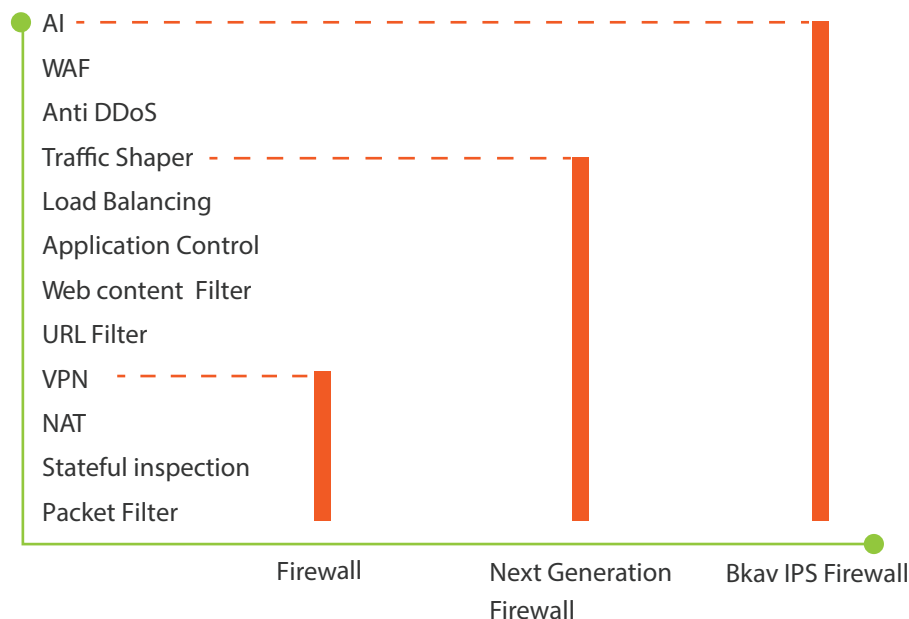 AI
WAF
Anti DDoS
Traffic Shaper
Load Balancing
Application Control
Web content Filter
URL Filter
VPN
NAT
Stateful inspection
Packet Filter
Firewall
Next Generation
Firewall
Bkav IPS Firewall